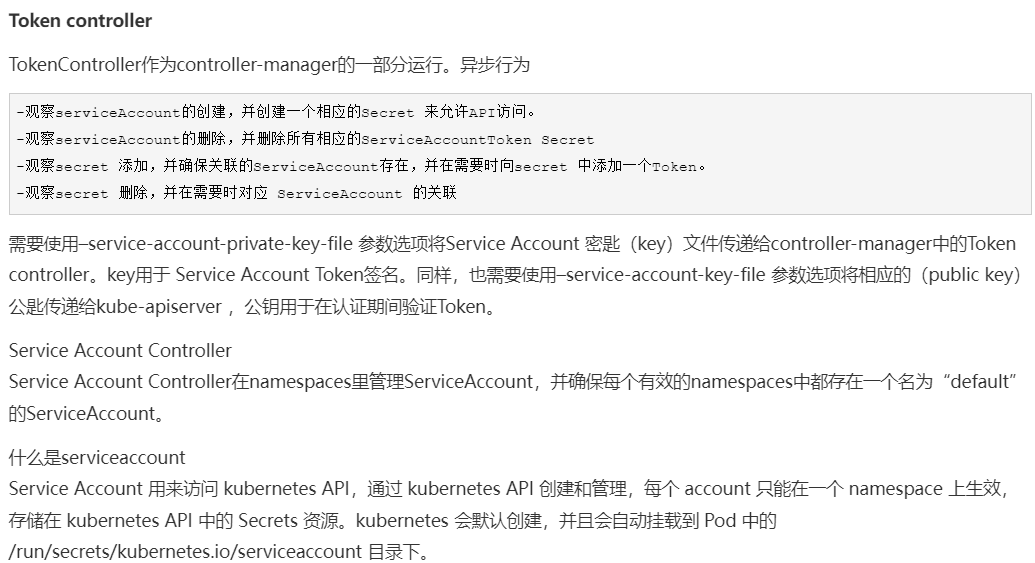 Token controller
TokenController作为controller-manager的一部分运行。异步行为
-观察serviceAccount的创建，并创建一个相应的Secret 来允许API访问。
-观察serviceAccount的删除，并删除所有相应的ServiceAccountToken Secret
-观察secret 添加，并确保关联的ServiceAccount存在，并在需要时向secret 中添加一个Token。
-观察secret 删除，并在需要时对应 ServiceAccount 的关联
需要使用–service-account-private-key-file 参数选项将Service Account 密匙（key）文件传递给controller-manager中的Token
controller。key用于 Service Account Token签名。同样，也需要使用–service-account-key-file 参数选项将相应的（public key）
公匙传递给kube-apiserver ，公钥用于在认证期间验证Token。
Service Account Controller
Service Account Controller在namespaces里管理ServiceAccount，并确保每个有效的namespaces中都存在一个名为“default”
的ServiceAccount。
什么是serviceaccount
Service Account 用来访问 kubernetes API，通过 kubernetes API 创建和管理，每个 account 只能在一个 namespace 上生效，
存储在 kubernetes API 中的 Secrets 资源。kubernetes 会默认创建，并且会自动挂载到 Pod 中的
/run/secrets/kubernetes.io/serviceaccount 目录下。